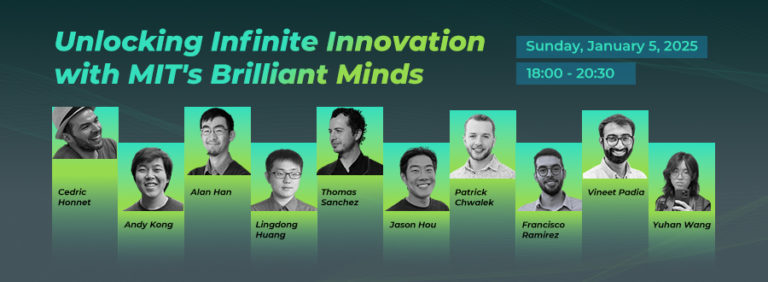 Unlocking Infinite Innovation
with MIT's Brilliant Minds
Sunday, January 5, 2025
18:00 - 20:30
Cedric
Honnet
Andy Kong
Alan Han
Lingdong
Huang
Thomas
Sanchez
Jason Hou
Patrick
Chwalek
Francisco
Ramirez
Vineet Padia
Yuhan Wang